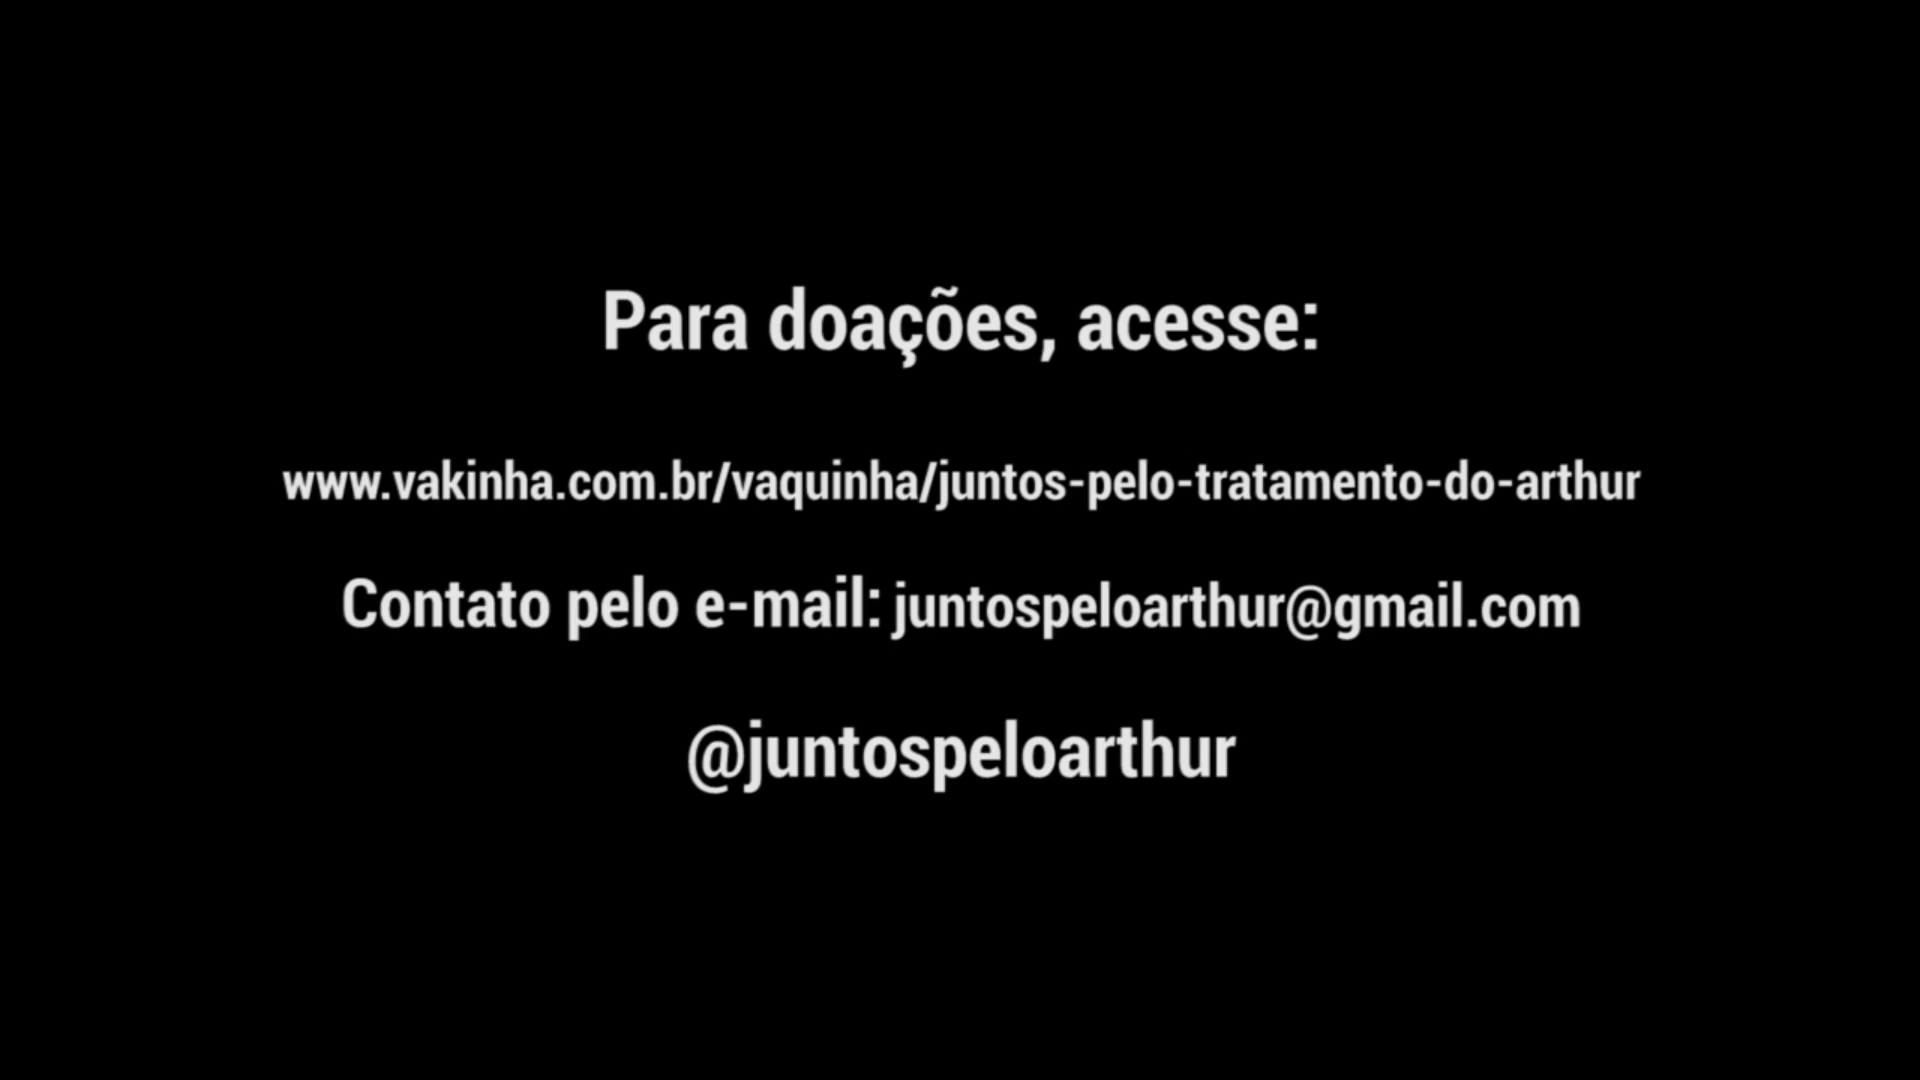 Para doações, acesse:
www.vakinha.com.br/vaquinha/juntos-pelo-tratamento-do-arthur
Contato pelo e-mail: juntospeloarthur@gmail.com
@juntospeloarthur